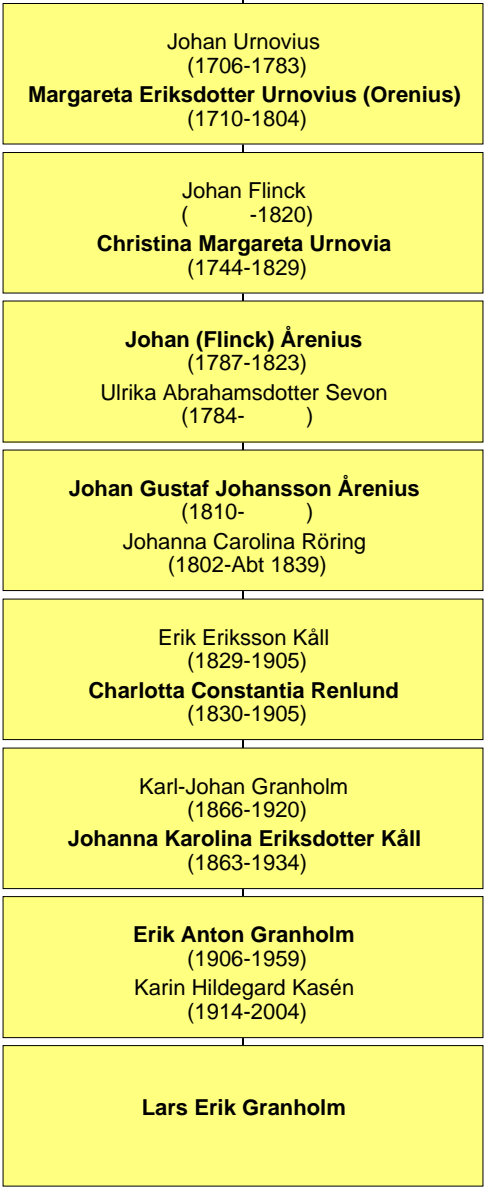 Johan Urnovius
(1706-1783)
Margareta Eriksdotter Urnovius (Orenius)
(1710-1804)
Johan Flinck
(          -1820)
Christina Margareta Urnovia
(1744-1829)
Johan (Flinck) Årenius
(1787-1823)
Ulrika Abrahamsdotter Sevon
(1784-          )
Johan Gustaf Johansson Årenius
(1810-          )
Johanna Carolina Röring
(1802-Abt 1839)
Erik Eriksson Kåll
(1829-1905)
Charlotta Constantia Renlund
(1830-1905)
Karl-Johan Granholm
(1866-1920)
Johanna Karolina Eriksdotter Kåll
(1863-1934)
Erik Anton Granholm
(1906-1959)
Karin Hildegard Kasén
(1914-2004)
Lars Erik Granholm